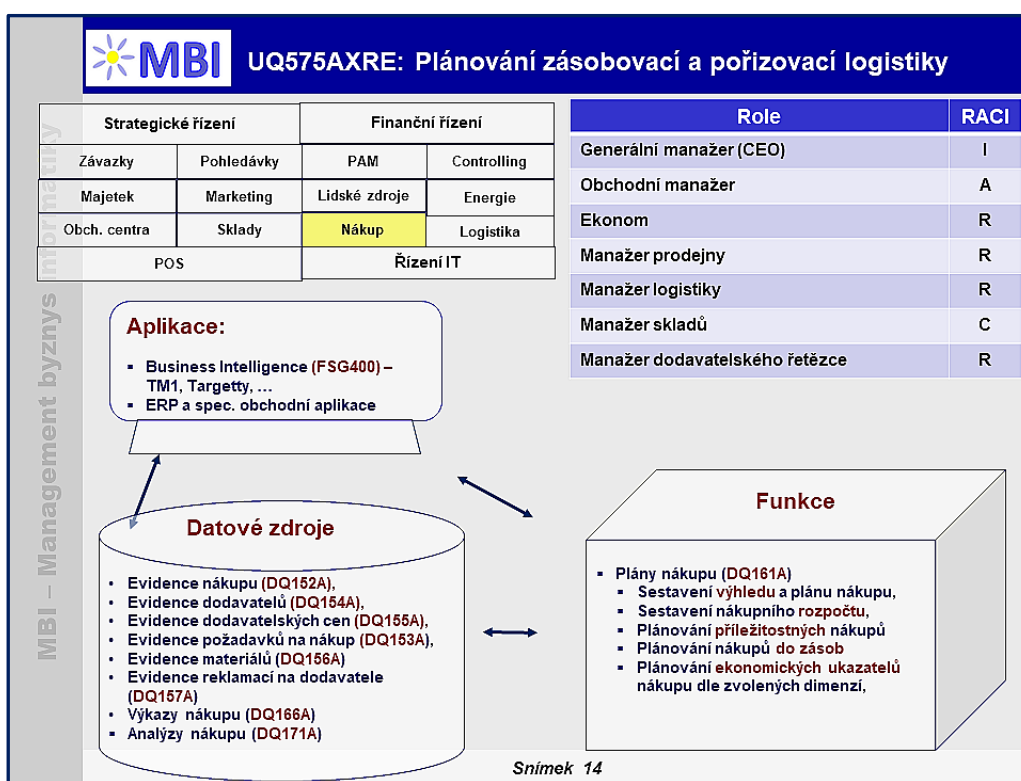 MBI
UQ575AXRE: Plánování zásobovací a pořizovací logistiky
MBI – Management byznys informatiky
Strategické řízení Finanční řízení
Závazky Pohledávky PAM Controlling
Majetek Marketing Lidské zdroje Energie
Obch. centra Sklady Nákup Logistika
POS Řízení IT
Role RACI
Generální manažer (CEO) I
Obchodní manažer A
Ekonom R
Manažer prodejny R
Manažer logistiky R
Manažer skladů C
Manažer dodavatelského řetězce R
Aplikace:
▪ Business Intelligence (FSG400) –
TM1, Targetty, …
▪ ERP a spec. obchodní aplikace
Datové zdroje
• Evidence nákupu (DQ152A),
• Evidence dodavatelů (DQ154A),
• Evidence dodavatelských cen (DQ155A),
• Evidence požadavků na nákup (DQ153A),
• Evidence materiálů (DQ156A)
• Evidence reklamací na dodavatele
(DQ157A)
• Výkazy nákupu (DQ166A)
▪ Analýzy nákupu (DQ171A)
Funkce
▪ Plány nákupu (DQ161A)
▪ Sestavení výhledu a plánu nákupu,
▪ Sestavení nákupního rozpočtu,
▪ Plánování příležitostných nákupů
▪ Plánování nákupů do zásob
▪ Plánování ekonomických ukazatelů
nákupu dle zvolených dimenzí,
Snímek 14